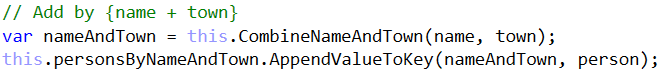 // Add by {name + town}
var nameAndTown = this.CombineNameAndTown(name, town);
this.personsByNameAndTown.AppendValueToKey(nameAndTown, person);